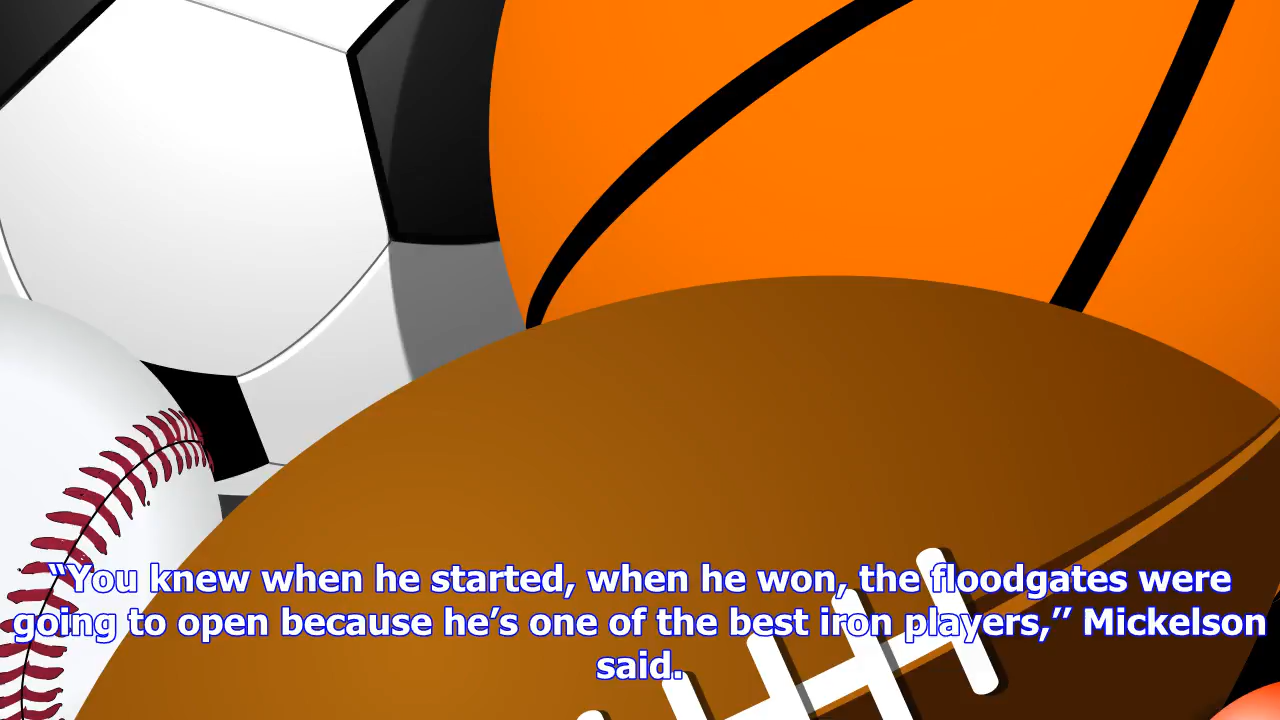 “You knew when he started, when he won, the floodgates were
going to open because he’s one of the best iron players,’’ Mickelson
said.